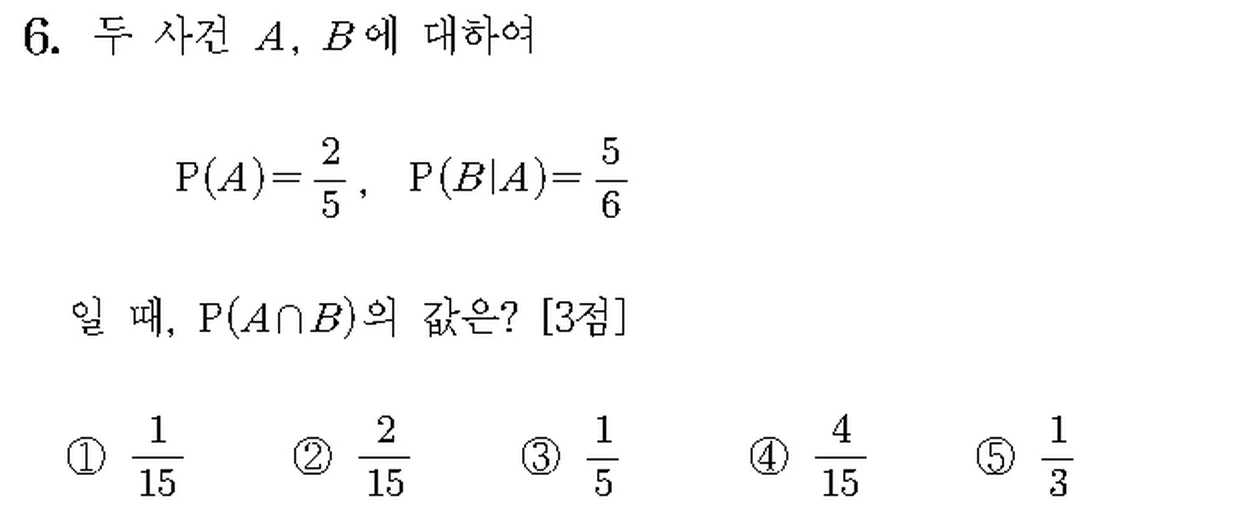 6. 두 사건 A, B에 대하여
P(A)=2/5, P(B|A)=5/6
일 때, P(A∩B)의 값은? [3점]
① 1/15 ② 2/15 ③ 1/5 ④ 4/15 ⑤ 1/3